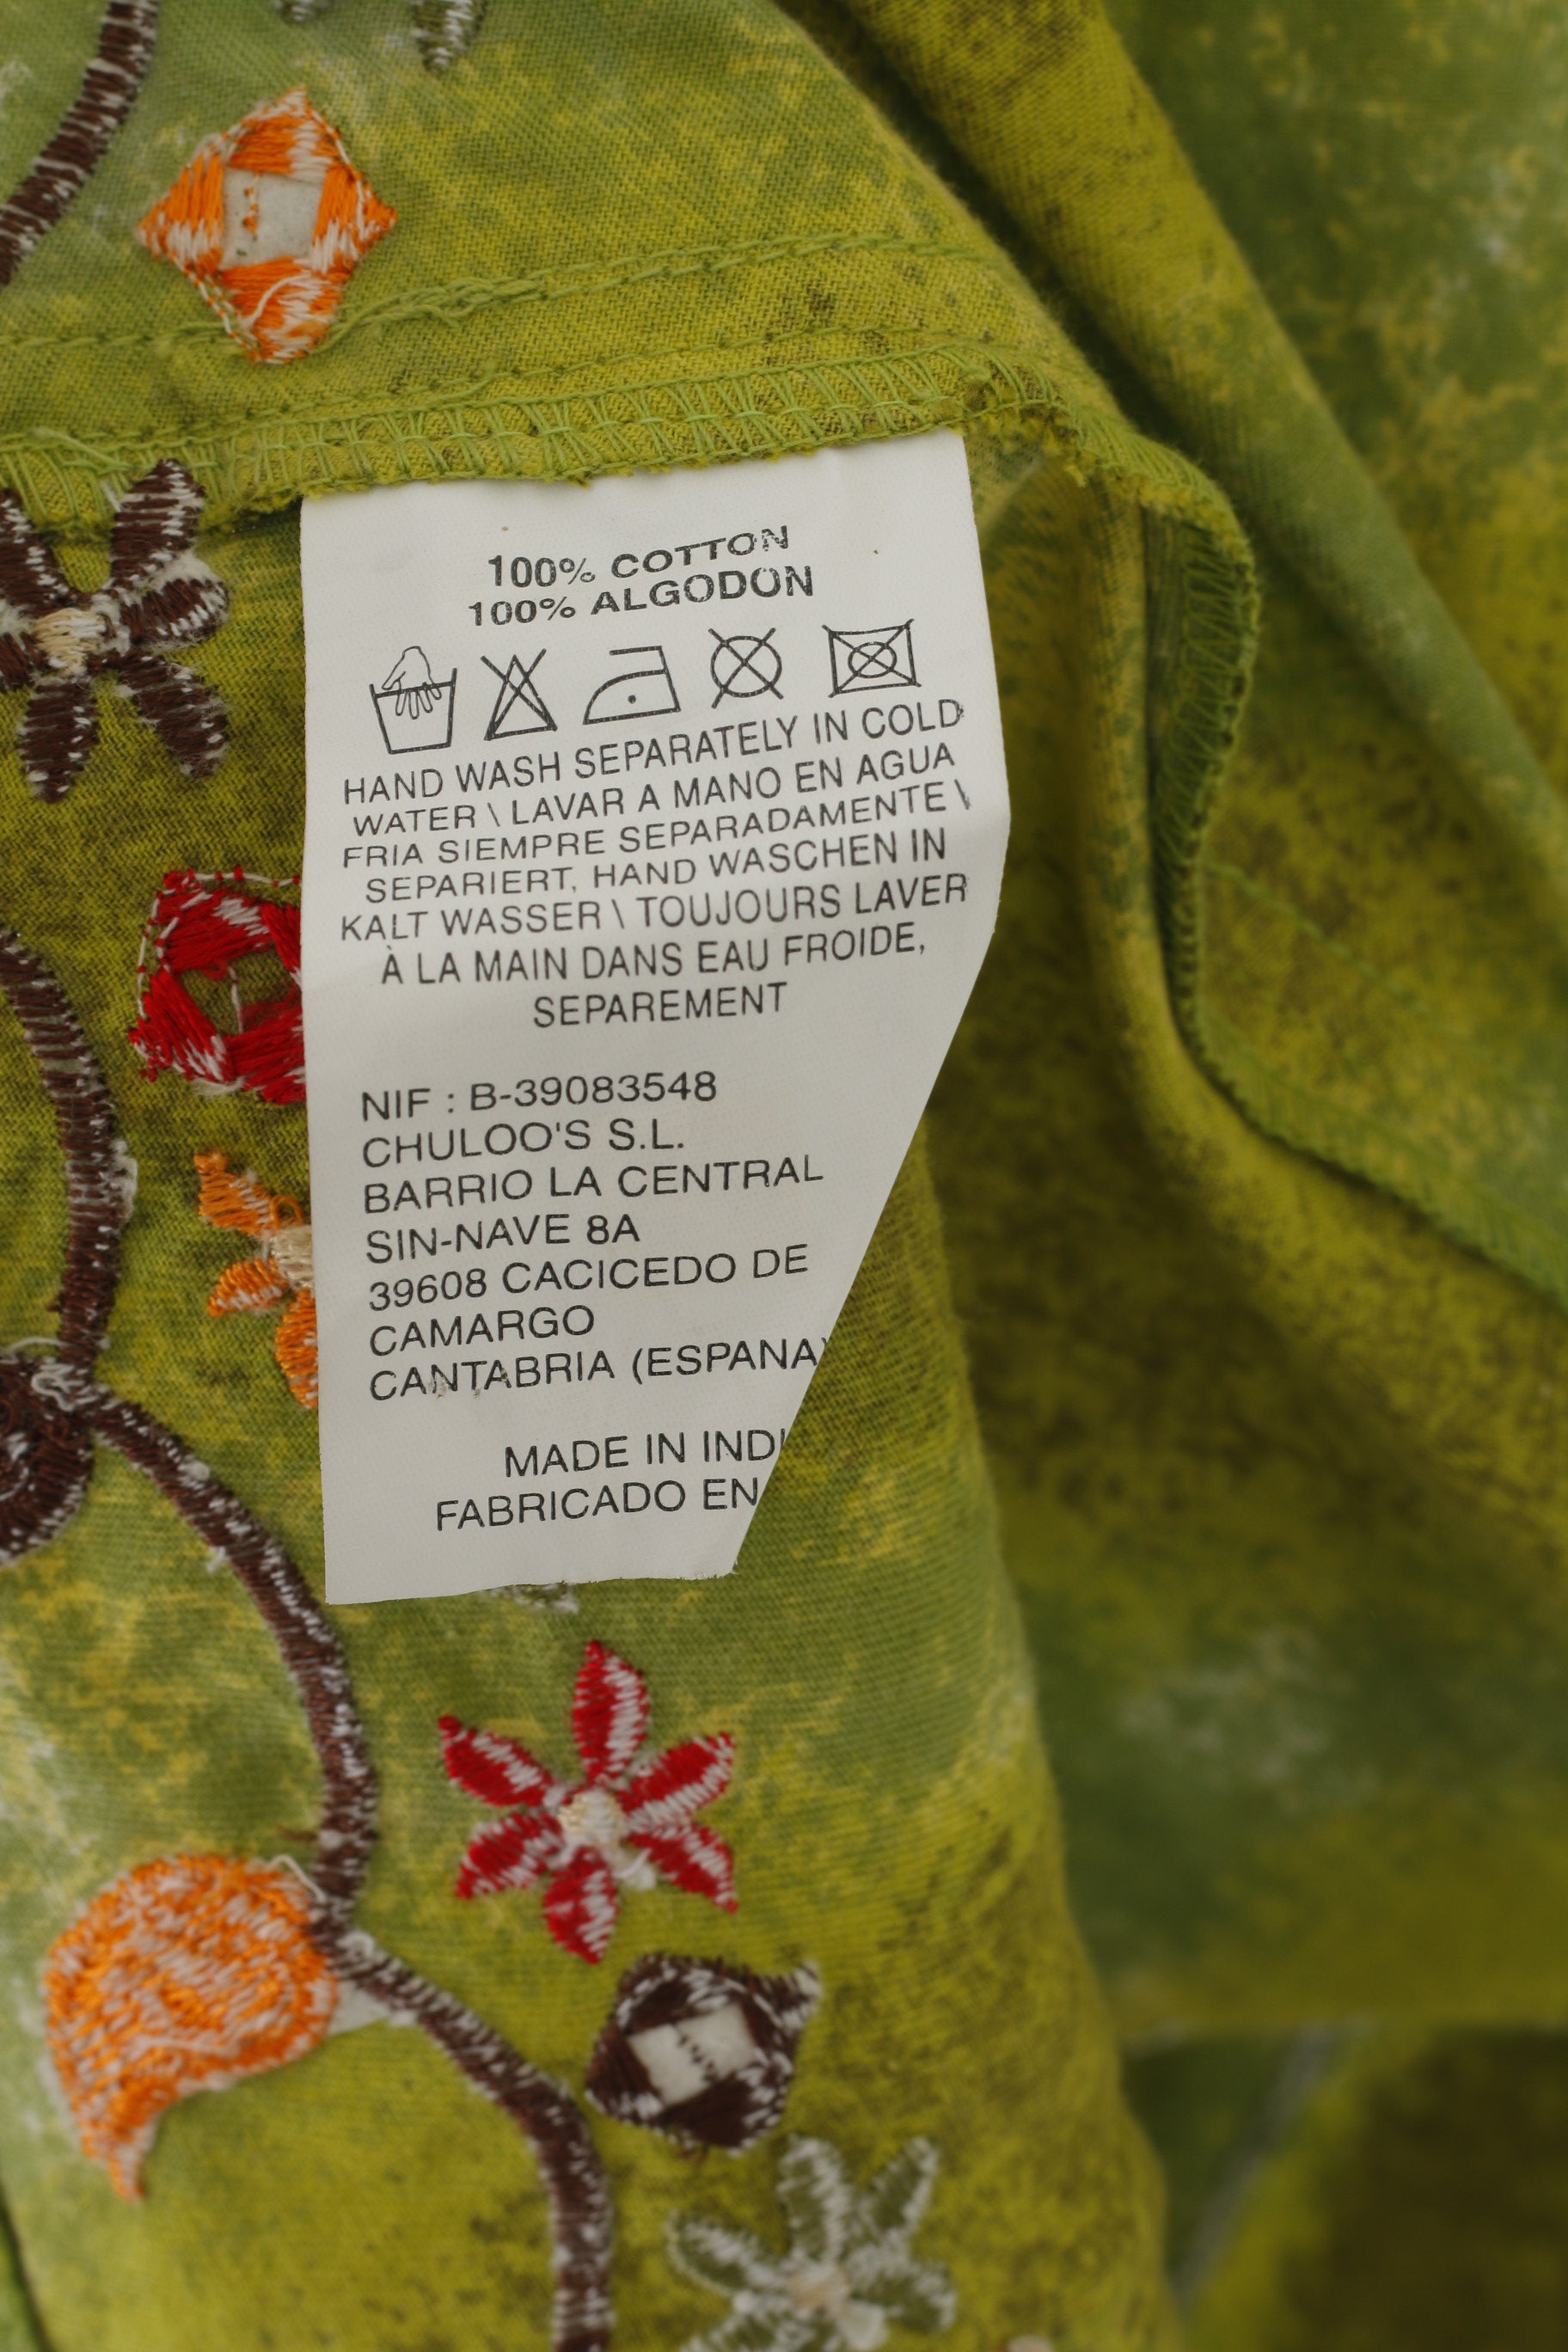 100% COTTON
100% ALGODON
HAND WASH SEPARATELY IN COLD
WATER \ LAVAR A MANO EN AGUA
FRIA SIEMPRE SEPARADAMENTE \
SEPARIERT, HAND WASCHEN IN
KALT WASSER \ TOUJOURS LAVER
À LA MAIN DANS EAU FROIDE,
SEPAREMENT
NIF : B-39083548
CHULOO'S S.L.
BARRIO LA CENTRAL
SIN-NAVE 8A
39608 CACICEDO DE
CAMARGO
CANTABRIA (ESPANA)
MADE IN INDI
FABRICADO EN